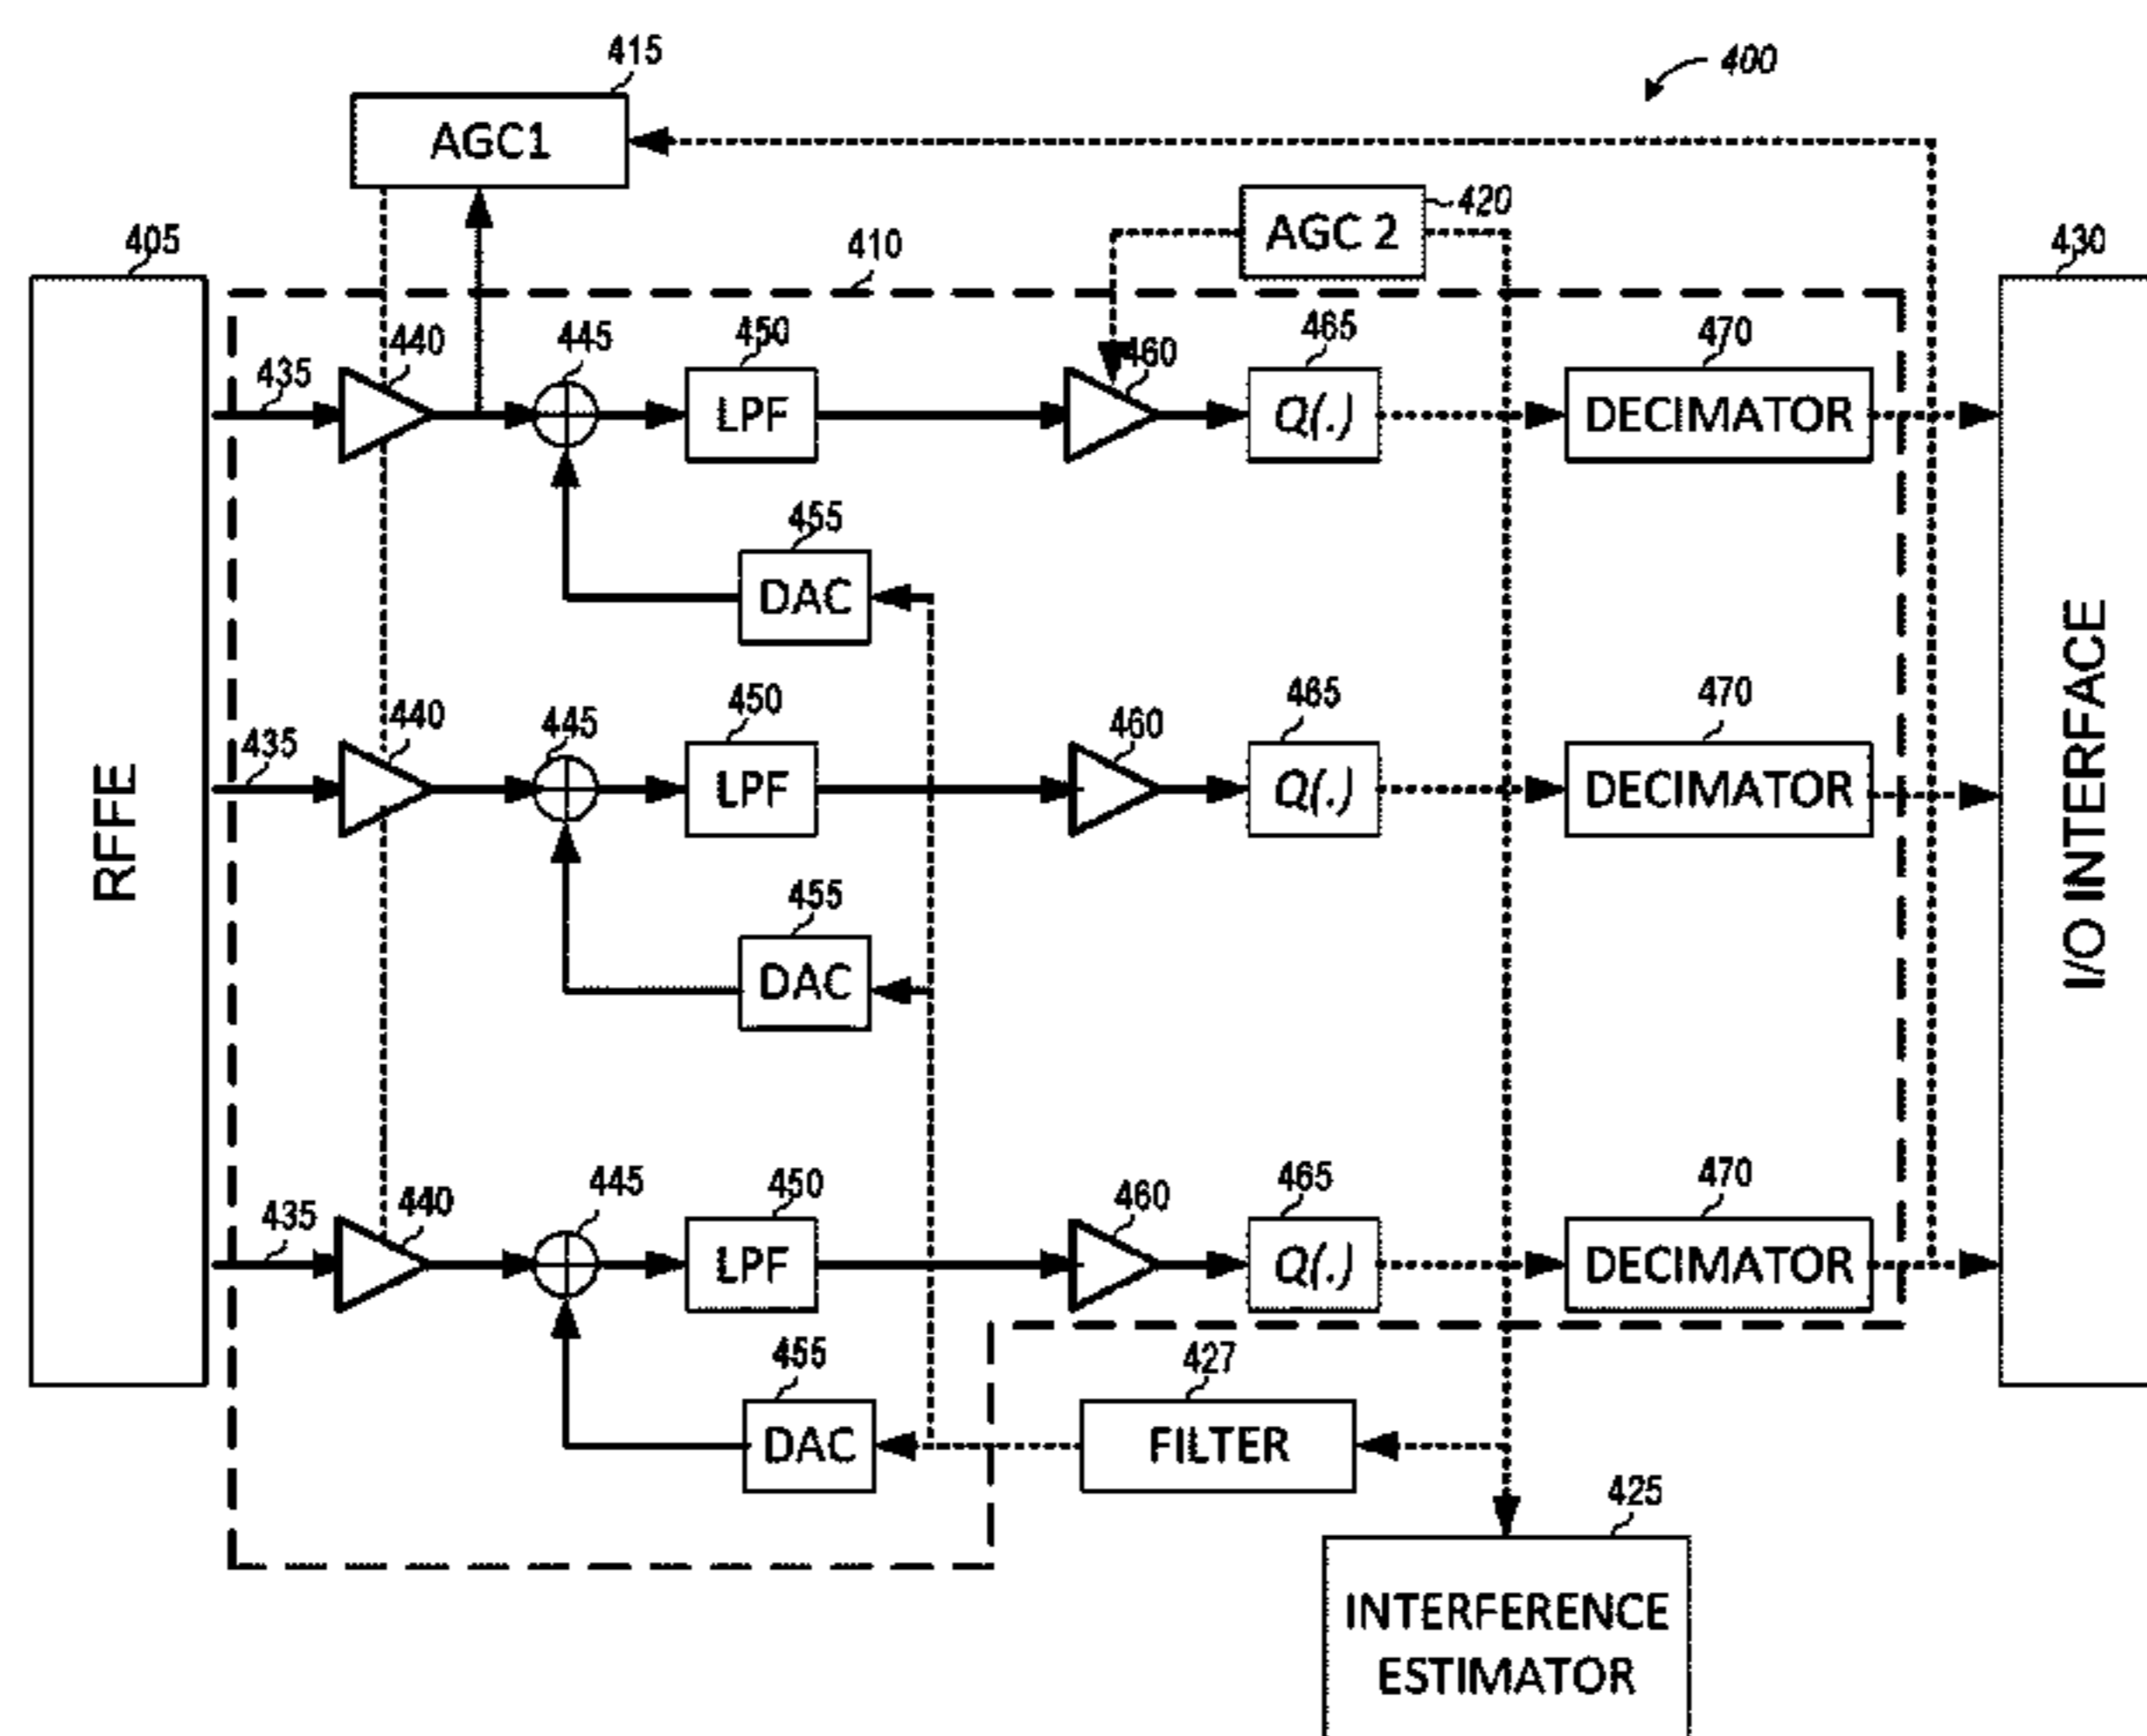 415
400
AGC1
420
AGC 2
405
410
430
440
445
450
460
465
470
435
LPF
Q(.)
DECIMATOR
455
DAC
RFFE
I/O INTERFACE
440
445
450
460
465
470
435
LPF
Q(.)
DECIMATOR
455
DAC
435
440
445
450
460
465
470
LPF
Q(.)
DECIMATOR
455
427
DAC
FILTER
425
INTERFERENCE
ESTIMATOR